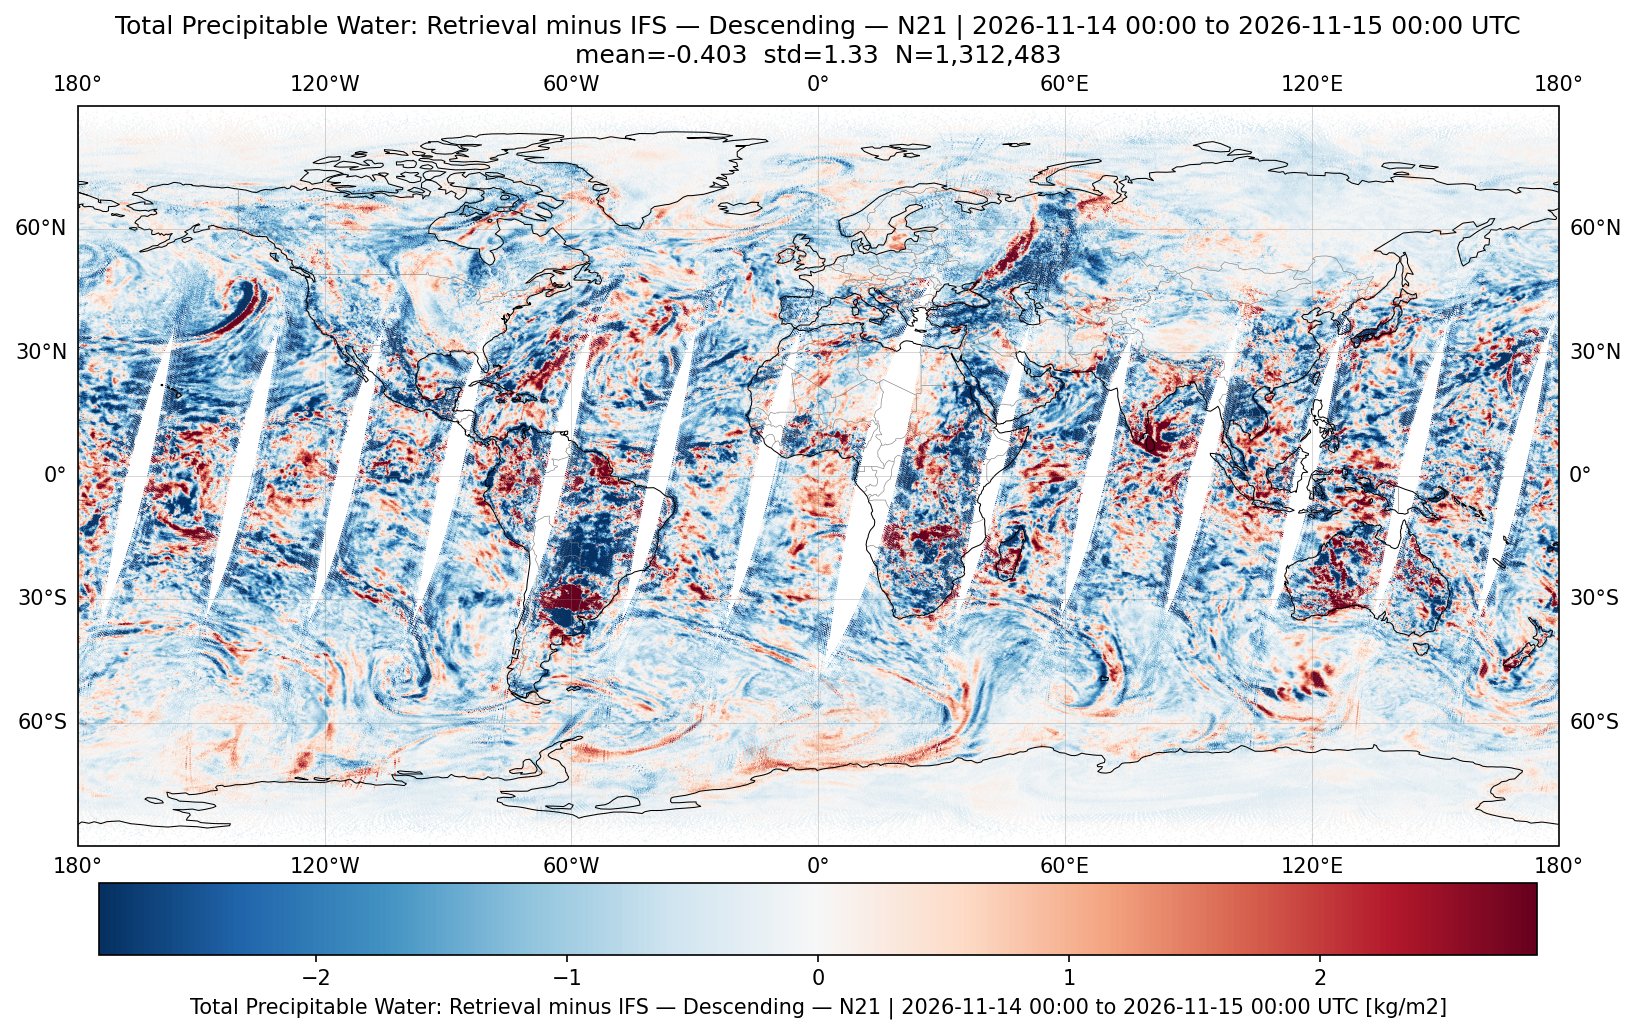 Total Precipitable Water: Retrieval minus IFS — Descending — N21 | 2026-11-14 00:00 to 2026-11-15 00:00 UTC
mean=-0.403  std=1.33  N=1,312,483
180° 120°W 60°W 0° 60°E 120°E 180°
60°N 60°N
30°N 30°N
0° 0°
30°S 30°S
60°S 60°S
180° 120°W 60°W 0° 60°E 120°E 180°
−2 −1 0 1 2
Total Precipitable Water: Retrieval minus IFS — Descending — N21 | 2026-11-14 00:00 to 2026-11-15 00:00 UTC [kg/m2]